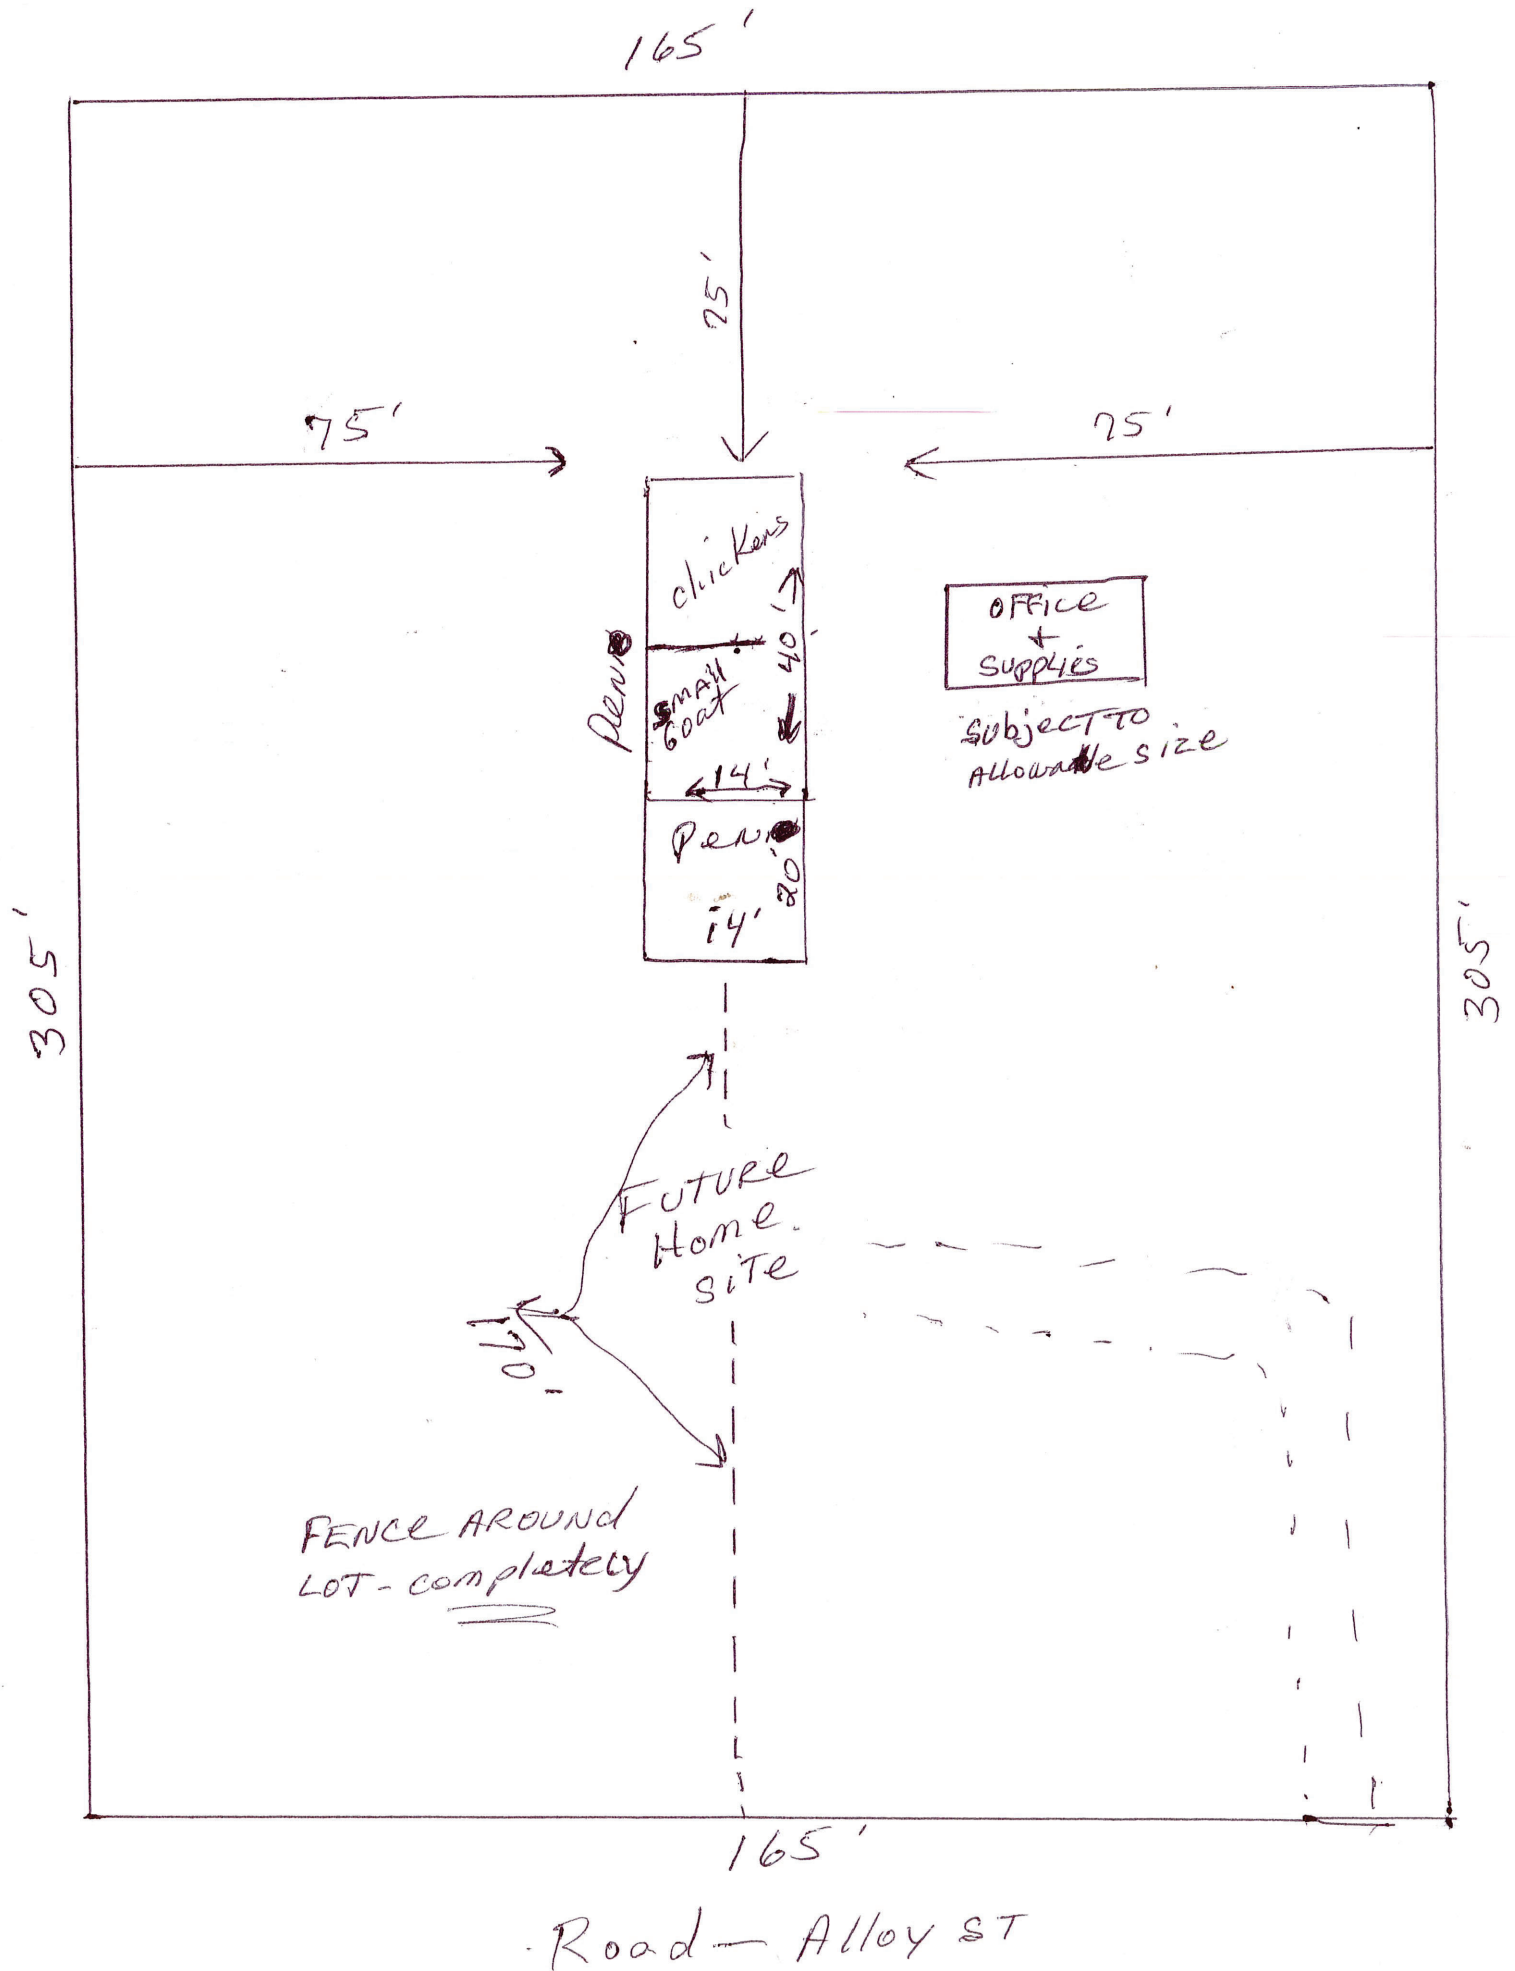 165'
75'
75'
75'
chickens
40'
Pen
small
Goat
14'
OFFice
+
supplies
subject TO
Allowable size
Pen
20'
14'
305'
305'
FUTURE
Home
site
170'
FENCE AROUND
LOT - completely
165'
Road - Alloy ST